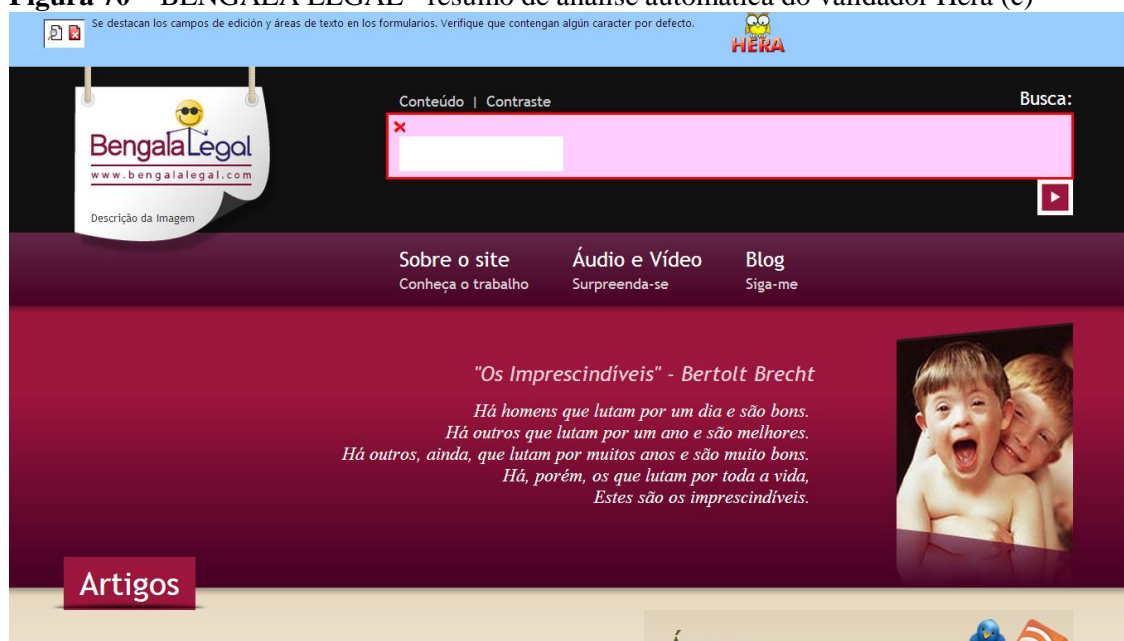 Figura 70 – BENGALA LEGAL - resumo de análise automática do validador Hera (e)
Se destacan los campos de edición y áreas de texto en los formularios. Verifique que contengan algún caracter por defecto.
HERA
Conteúdo | Contraste
Busca:
BengalaLegal
www.bengalalegal.com
Descrição da Imagem
Sobre o site
Conheça o trabalho
Áudio e Vídeo
Surpreenda-se
Blog
Siga-me
"Os Imprescindíveis" - Bertolt Brecht
Há homens que lutam por um dia e são bons.
Há outros que lutam por um ano e são melhores.
Há outros, ainda, que lutam por muitos anos e são muito bons.
Há, porém, os que lutam por toda a vida,
Estes são os imprescindíveis.
Artigos